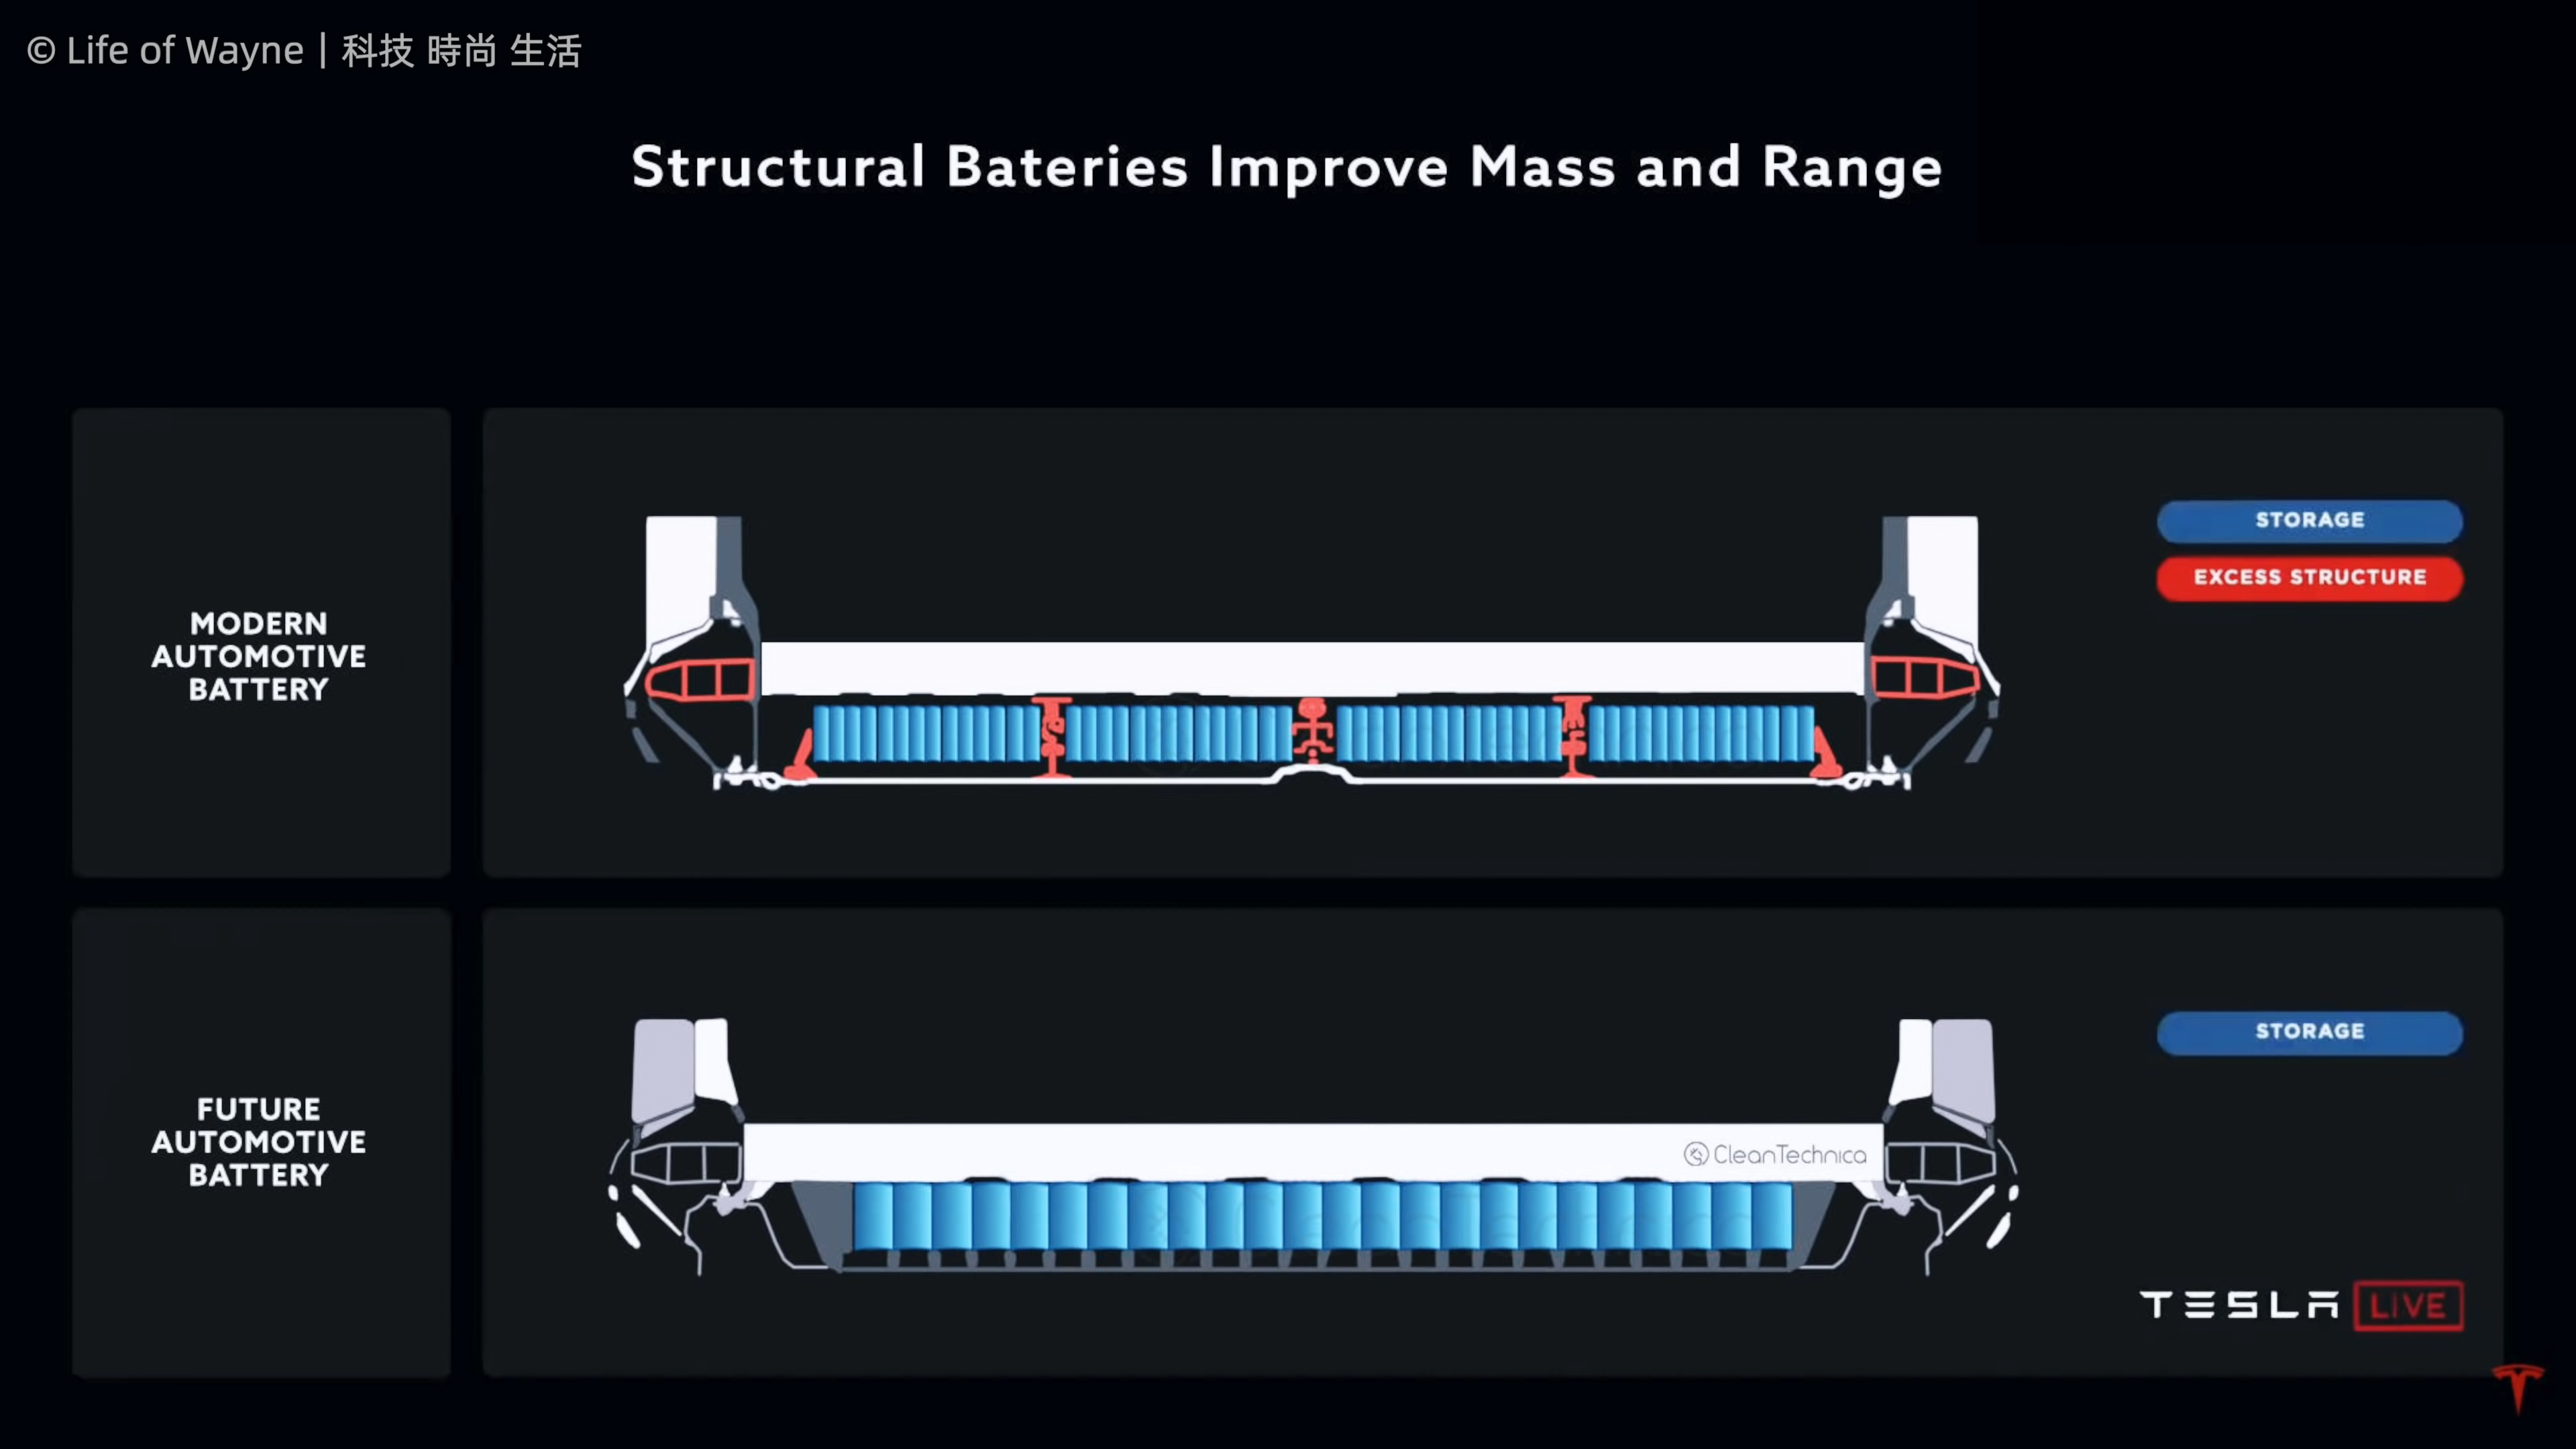 © Life of Wayne | 科技 時尚 生活
Structural Bateries Improve Mass and Range
MODERN
AUTOMOTIVE
BATTERY
STORAGE
EXCESS STRUCTURE
FUTURE
AUTOMOTIVE
BATTERY
STORAGE
CleanTechnica
TESLA LIVE